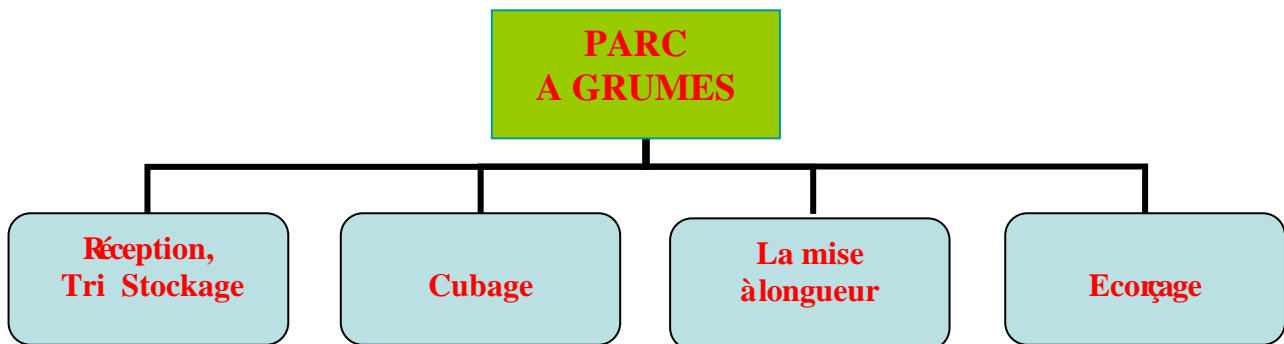 PARC
A GRUMES
Réception,
Tri Stockage
Cubage
La mise
à longueur
Ecorçage